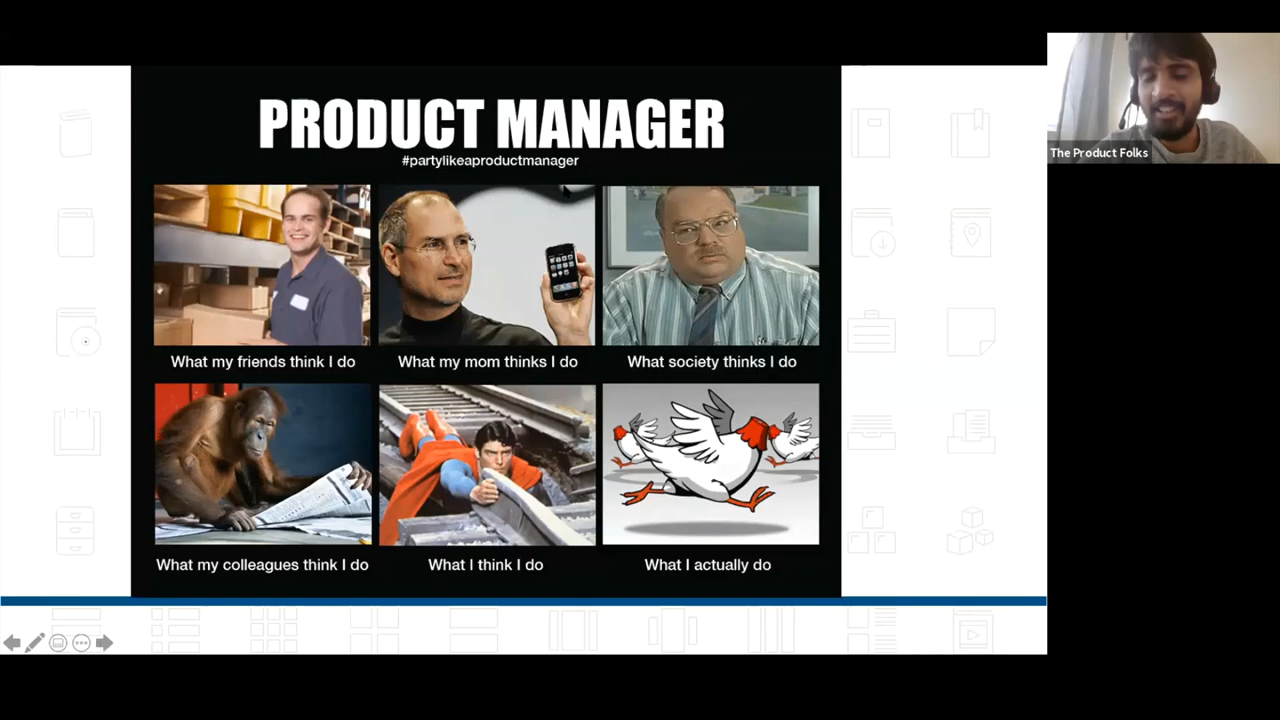 PRODUCT MANAGER
#partylikeaproductmanager
What my friends think I do
What my mom thinks I do
What society thinks I do
What my colleagues think I do
What I think I do
What I actually do
The Product Folks